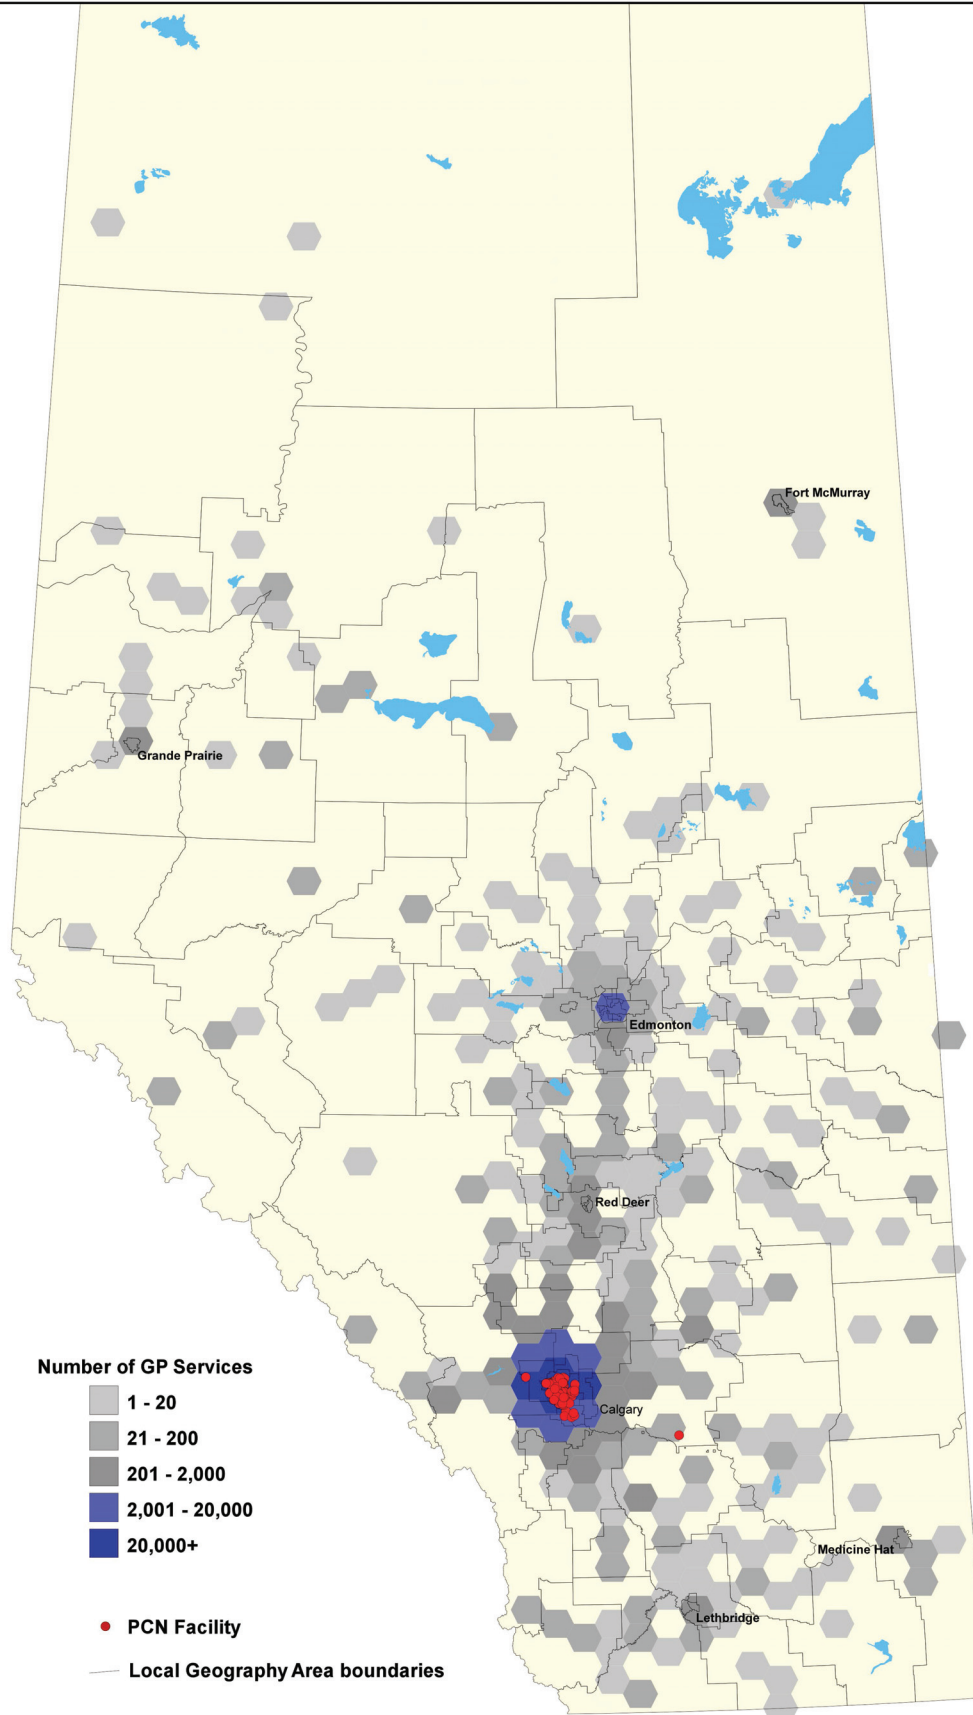 Fort McMurray
Grande Prairie
Edmonton
Red Deer
Number of GP Services
1 - 20
21 - 200
201 - 2,000
2,001 - 20,000
20,000+
Calgary
Medicine Hat
Lethbridge
PCN Facility
Local Geography Area boundaries